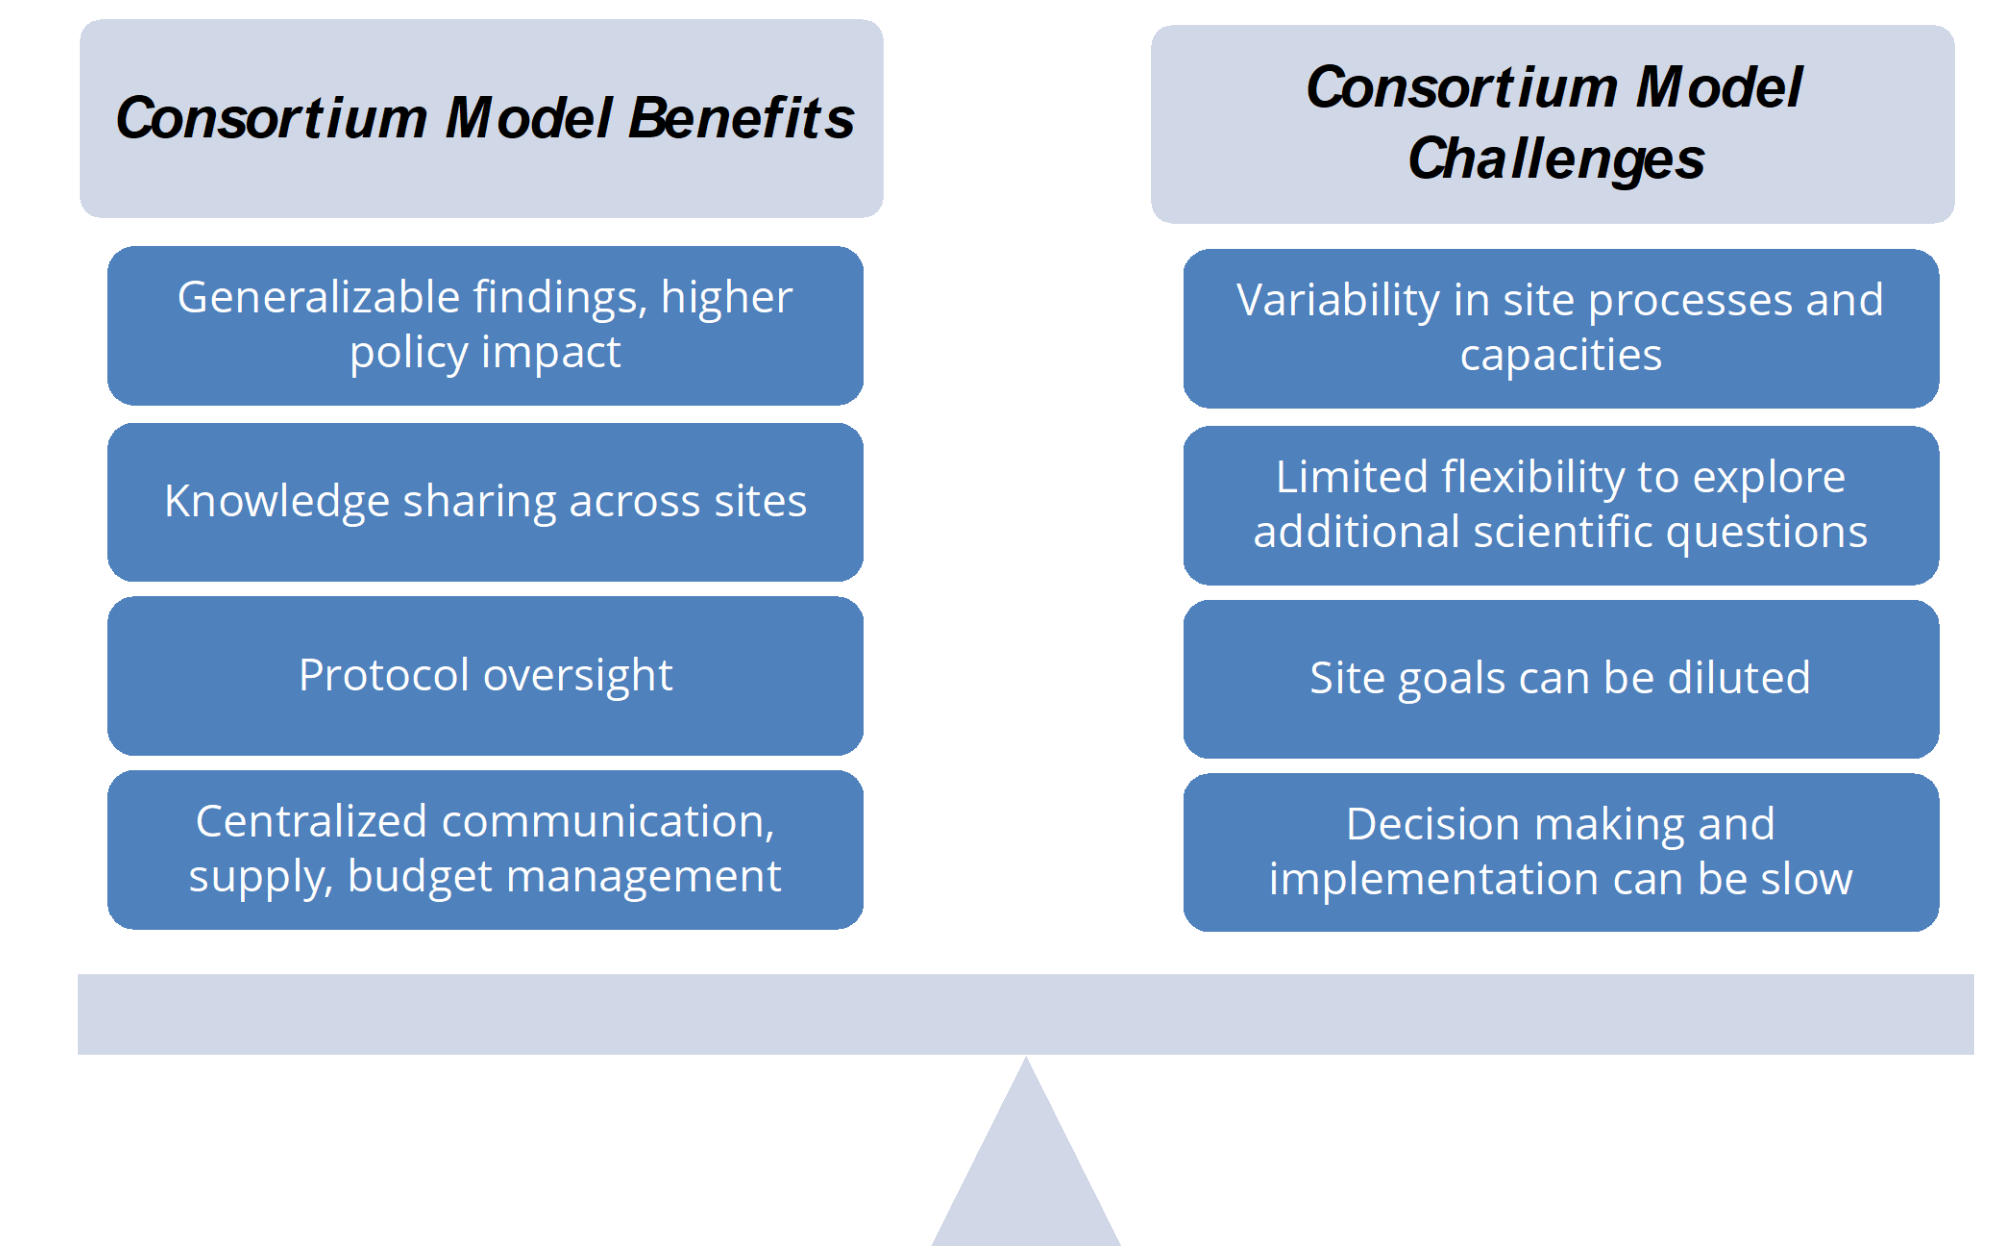 Consortium Model Benefits
Generalizable findings, higher
policy impact
Knowledge sharing across sites
Protocol oversight
Centralized communication,
supply, budget management
Consortium Model
Challenges
Variability in site processes and
capacities
Limited flexibility to explore
additional scientific questions
Site goals can be diluted
Decision making and
implementation can be slow